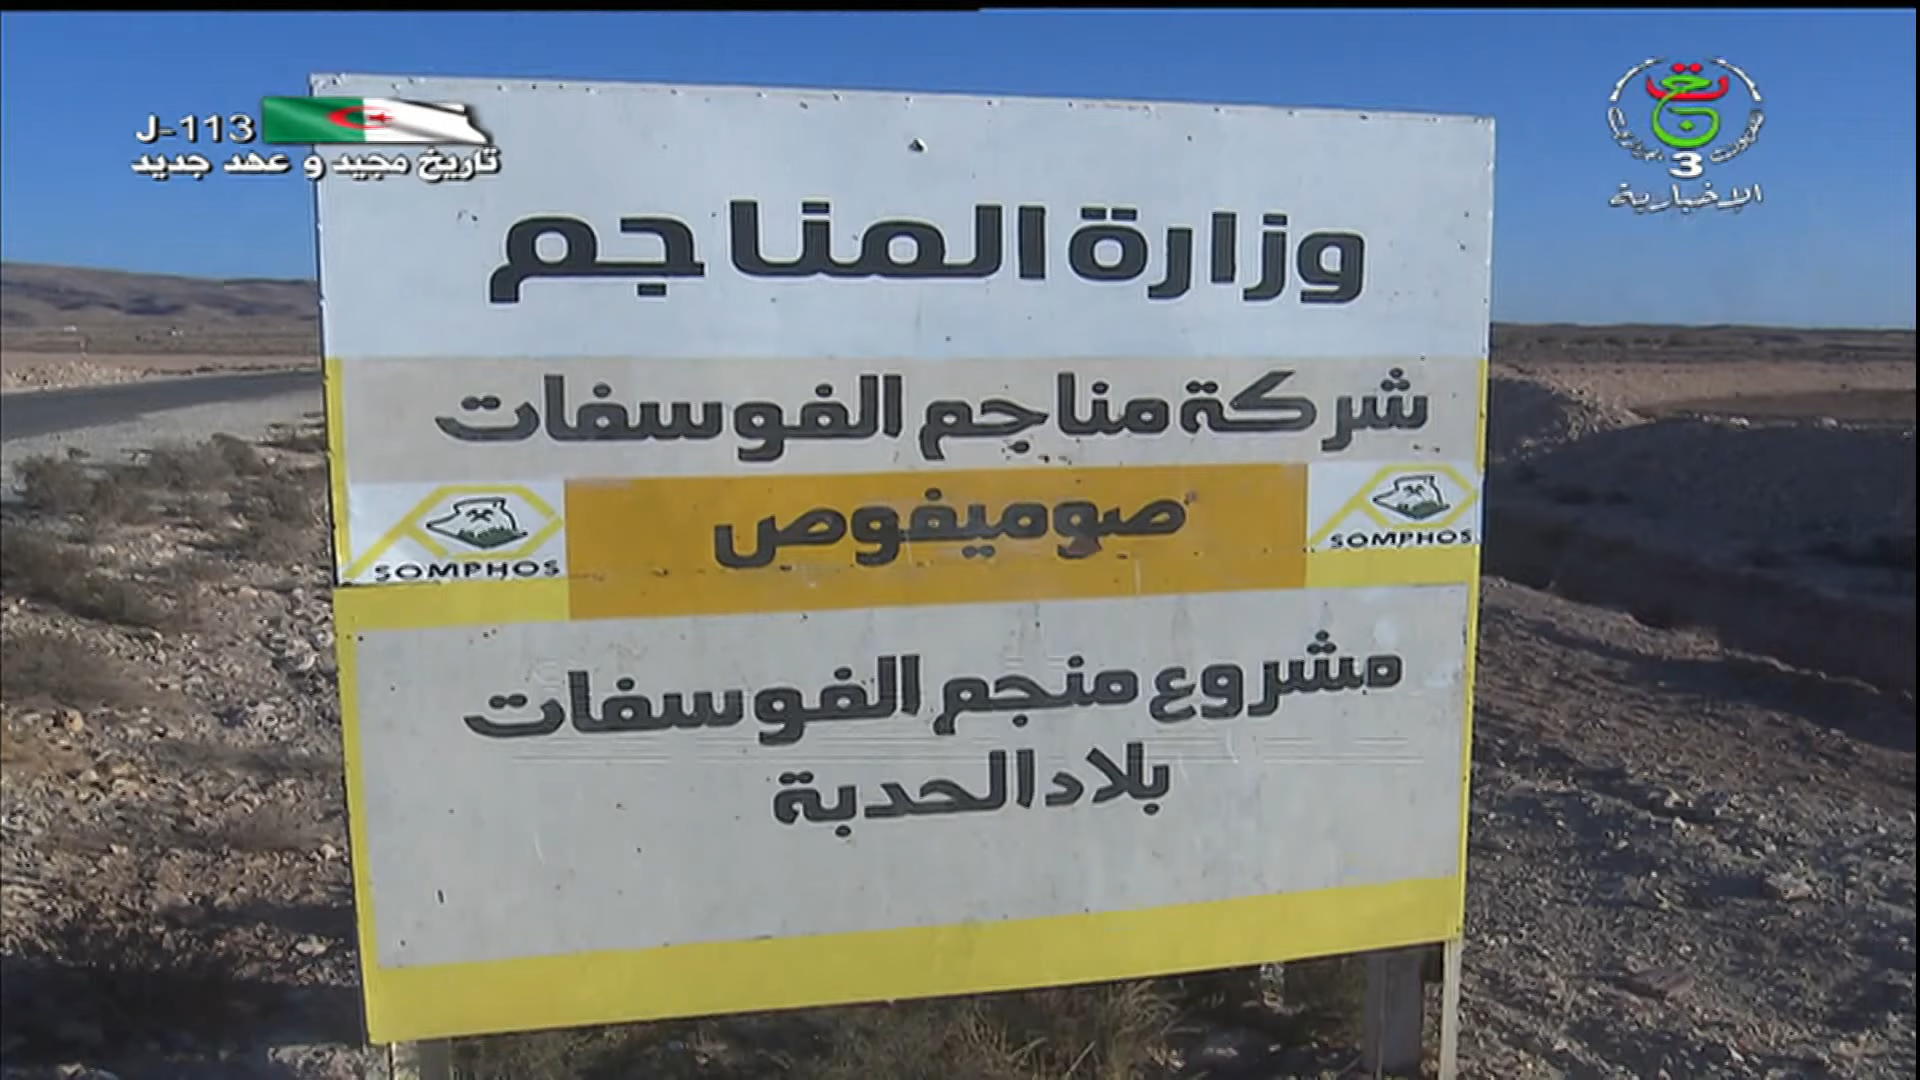 J-113
تاريخ مجيد و عهد جديد
3
الإخبارية
وزارة المناجم
شركة مناجم الفوسفات
صوميفوص
SOMPHOS
SOMPHOS
مشروع منجم الفوسفات
بلاد الحدبة